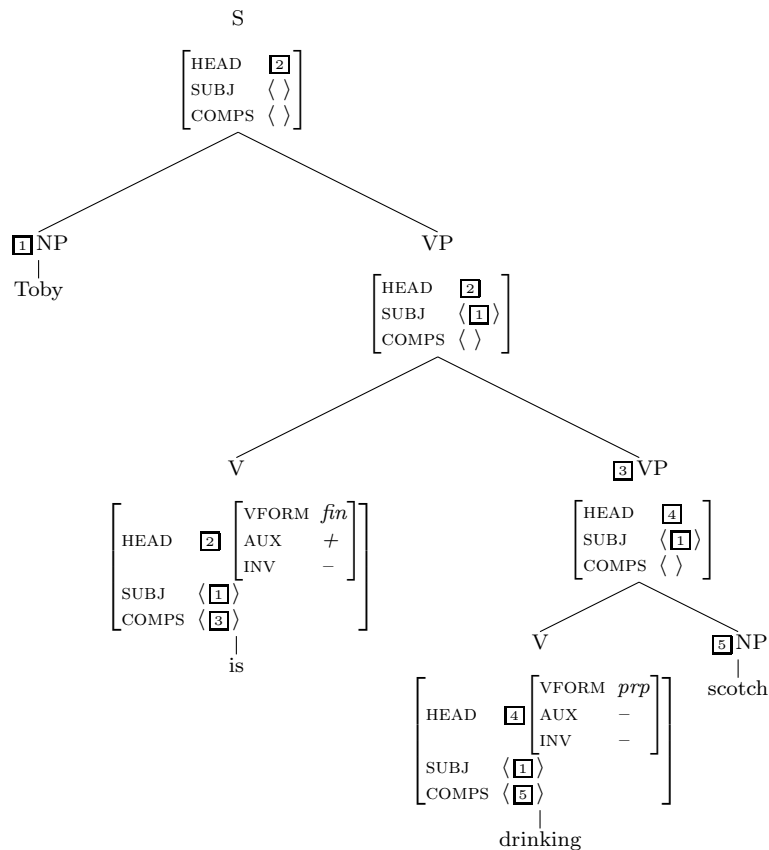 S
HEAD 2
SUBJ ⟨ ⟩
COMPS ⟨ ⟩
1 NP VP
Toby
HEAD 2
SUBJ ⟨ 1 ⟩
COMPS ⟨ ⟩
V 3 VP
VFORM fin
HEAD 2 AUX +
INV –
SUBJ ⟨ 1 ⟩
COMPS ⟨ 3 ⟩
is
HEAD 4
SUBJ ⟨ 1 ⟩
COMPS ⟨ ⟩
V 5 NP
scotch
VFORM prp
HEAD 4 AUX –
INV –
SUBJ ⟨ 1 ⟩
COMPS ⟨ 5 ⟩
drinking